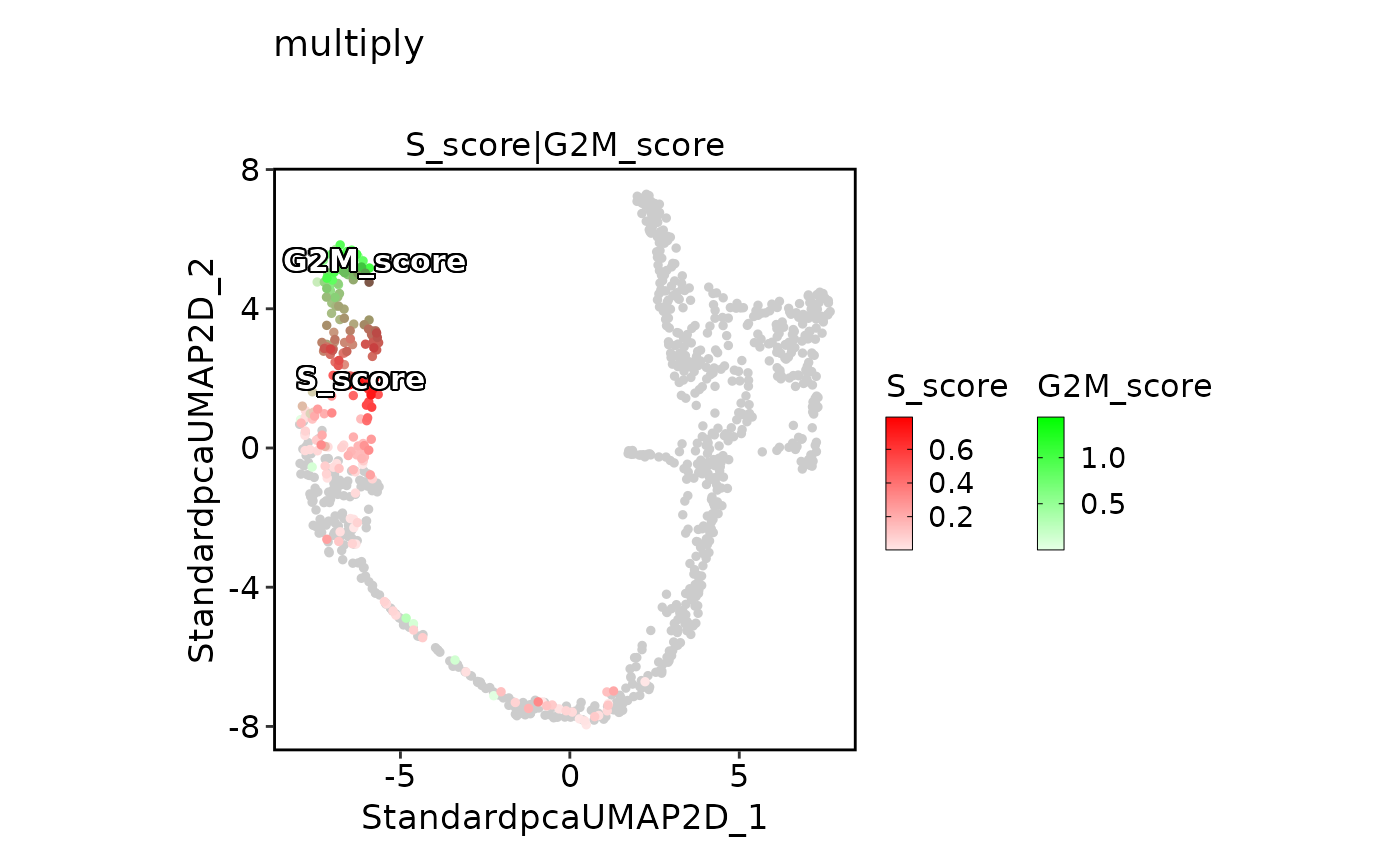 multiply
S_score|G2M_score
8
4
0
-4
-8
StandardpcaUMAP2D_2
G2M_score
S_score
-5
0
5
StandardpcaUMAP2D_1
S_score
0.6
0.4
0.2
G2M_score
1.0
0.5